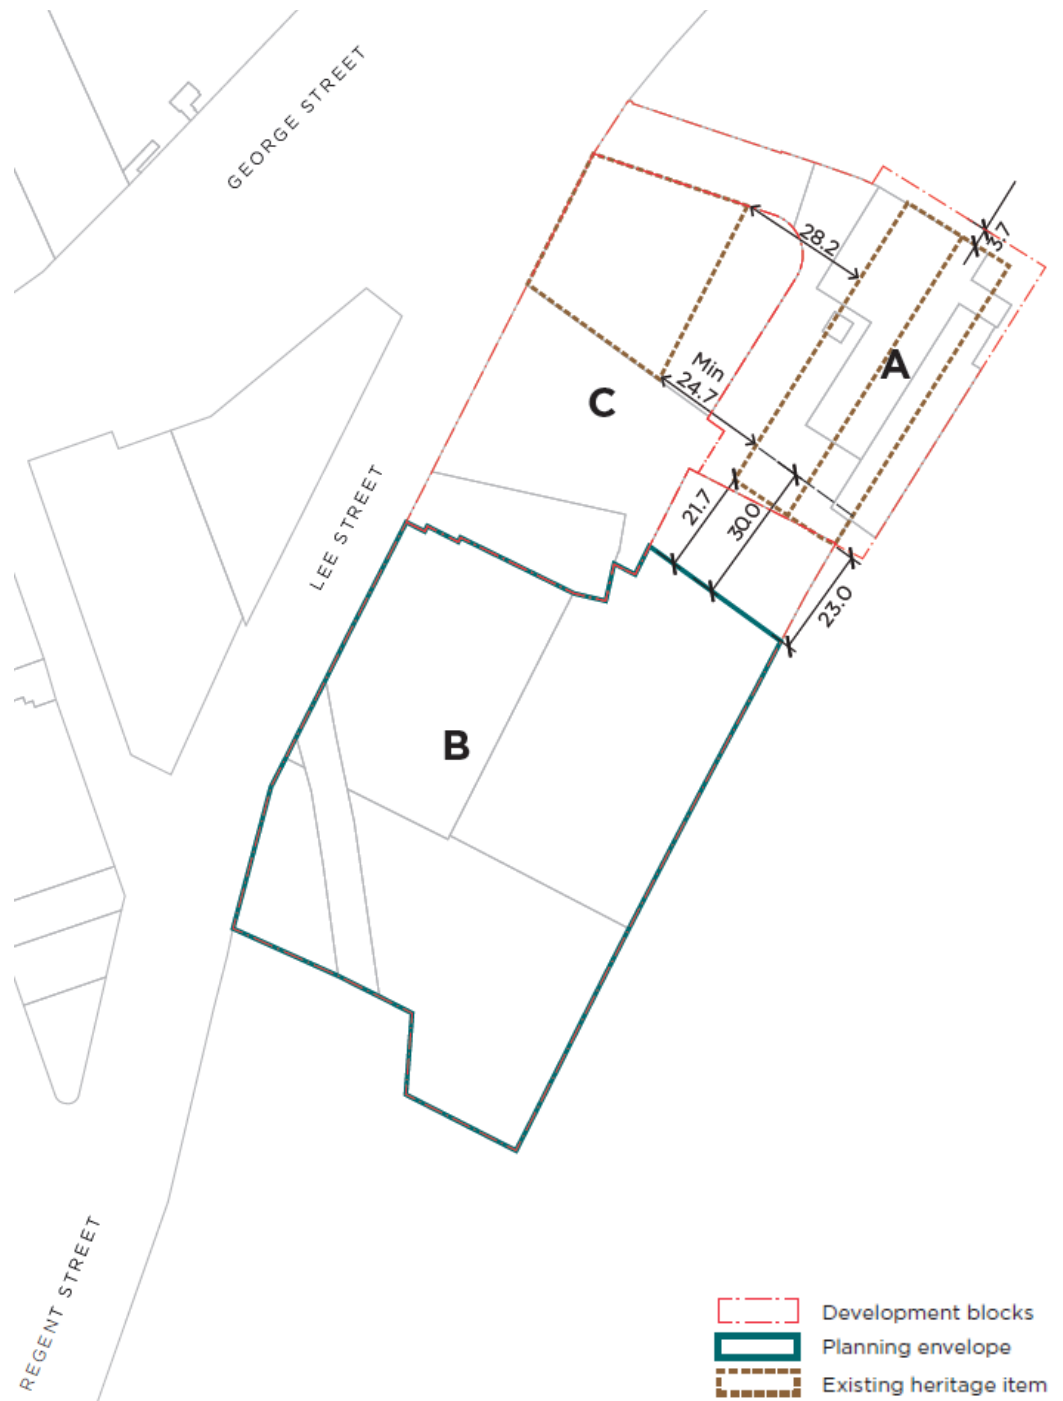 GEORGE STREET
28.2
3.7
A
Min
24.7
C
LEE STREET
21.7
30.0
23.0
B
REGENT STREET
Development blocks
Planning envelope
Existing heritage item